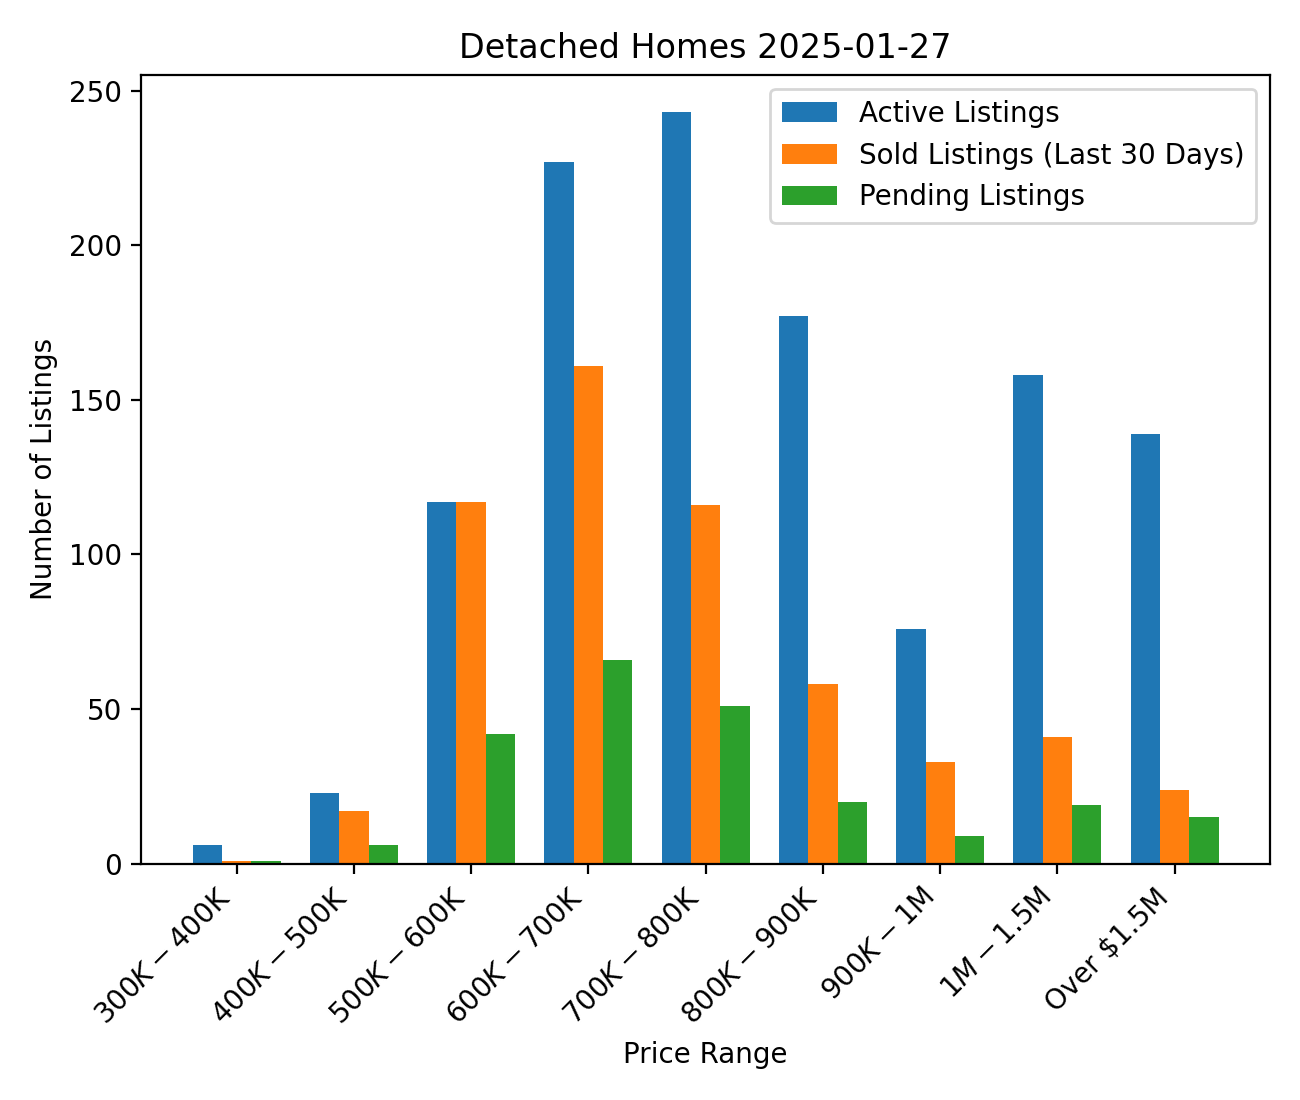 Detached Homes 2025-01-27
Active Listings
Sold Listings (Last 30 Days)
Pending Listings
Number of Listings
250
200
150
100
50
0
300K − 400K
400K − 500K
500K − 600K
600K − 700K
700K − 800K
800K − 900K
900K − 1M
1M − 1.5M
Over $1.5M
Price Range